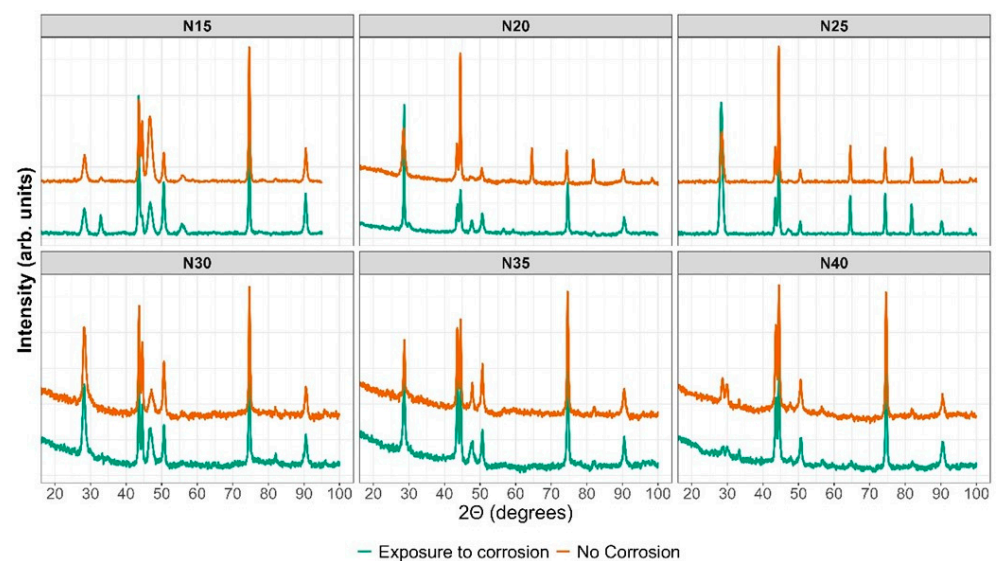 N15 N20 N25
Intensity (arb. units)
N30 N35 N40
20 30 40 50 60 70 80 90 100 20 30 40 50 60 70 80 90 100 20 30 40 50 60 70 80 90 100
2Θ (degrees)
Exposure to corrosion No Corrosion